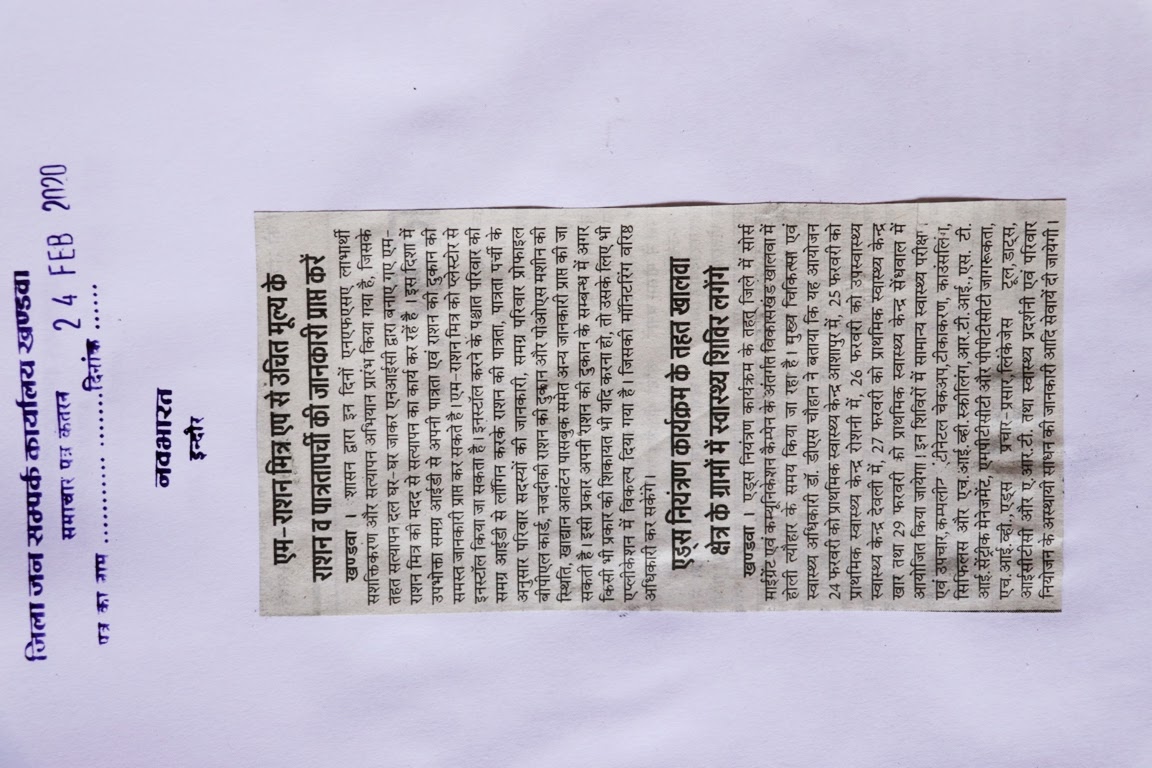 जिला जन सम्पर्क कार्यालय खण्डवा
समाचार पत्र कतरन
24 FEB 2020
पत्र का नाम ..................दिनांक ......
नवभारत
इन्दौर
एम-राशन मित्र एप से उचित मूल्य के
राशन व पात्रतापर्ची की जानकारी प्राप्त करें
खण्डवा । शासन द्वारा इन दिनों एनएफएसए लाभार्थी
सशक्तिकरण और सत्यापन अभियान प्रारंभ किया गया है, जिसके
तहत सत्यापन दल घर-घर जाकर एनआईसी द्वारा बनाए गए एम-
राशन मित्र की मदद से सत्यापन का कार्य कर रहें है । इस दिशा में
उपभोक्ता समग्र आईडी से अपनी पात्रता एवं राशन की दुकान की
समस्त जानकारी प्राप्त कर सकते है । एम-राशन मित्र को प्लेस्टोर से
इनस्टॉल किया जा सकता है । इनस्टॉल करने के पश्चात परिवार की
समग्र आईडी से लॉगिन करके राशन की पात्रता, पात्रता पर्ची के
अनुसार परिवार सदस्यों की जानकारी, समग्र परिवार प्रोफाइल
बीपीएल कार्ड, नजदीकी राशन की दुकान और पीओएस मशीन की
स्थिति, खाद्यान्न आवंटन पासबुक समेत अन्य जानकारी प्राप्त की जा
सकती है । इसी प्रकार अपनी राशन की दुकान के सम्बन्ध में अगर
किसी भी प्रकार की शिकायत भी यदि करना हो, तो उसके लिए भी
एप्लीकेशन में विकल्प दिया गया है । जिसकी मॉनिटरिंग वरिष्ठ
अधिकारी कर सकेंगे ।
एड्स नियंत्रण कार्यक्रम के तहत खालवा
क्षेत्र के ग्रामों में स्वास्थ्य शिविर लगेंगे
खण्डवा । एड्स नियंत्रण कार्यक्रम के तहत् जिले में सोर्स
माईग्रेंट एवं कम्यूनिकेशन कैम्पेन के अंतर्गत विकासखंड खालवा में
होली त्यौहार के समय किया जा रहा है । मुख्य चिकित्सा एवं
स्वास्थ्य अधिकारी डॉ. डीएस चौहान ने बताया कि यह आयोजन
24 फरवरी को प्राथमिक स्वास्थ्य केन्द्र आशापुर में, 25 फरवरी को
प्राथमिक स्वास्थ्य केन्द्र रोशनी में, 26 फरवरी को उपस्वास्थ्य
स्वास्थ्य केन्द्र देवली में, 27 फरवरी को प्राथमिक स्वास्थ्य केन्द्र
खार तथा 29 फरवरी को प्राथमिक स्वास्थ्य केन्द्र सेंधवाल में
आयोजित किया जायेगा । इन शिविरों में सामान्य स्वास्थ्य परीक्षण
एवं उपचार, चेकअप, टीकाकरण, काउंसलिंग,
सिफिलिस और एच.आई.व्ही. स्क्रीनिंग, आर.टी.आई., एस. टी.
आई. सेंट्रिक मेनेजमेंट, एमपीटीसीटी और पीपीटीसीटी जागरूकता,
एच.आई.व्ही., एड्स प्रचार-प्रसार, लिंकेजेस टूल, डाट्स,
आईसीटीसी और ए.आर.टी. तथा स्वास्थ्य प्रदर्शनी एवं परिवार
नियोजन के अस्थायी साधन की जानकारी आदि सेवायें दी जायेगी ।